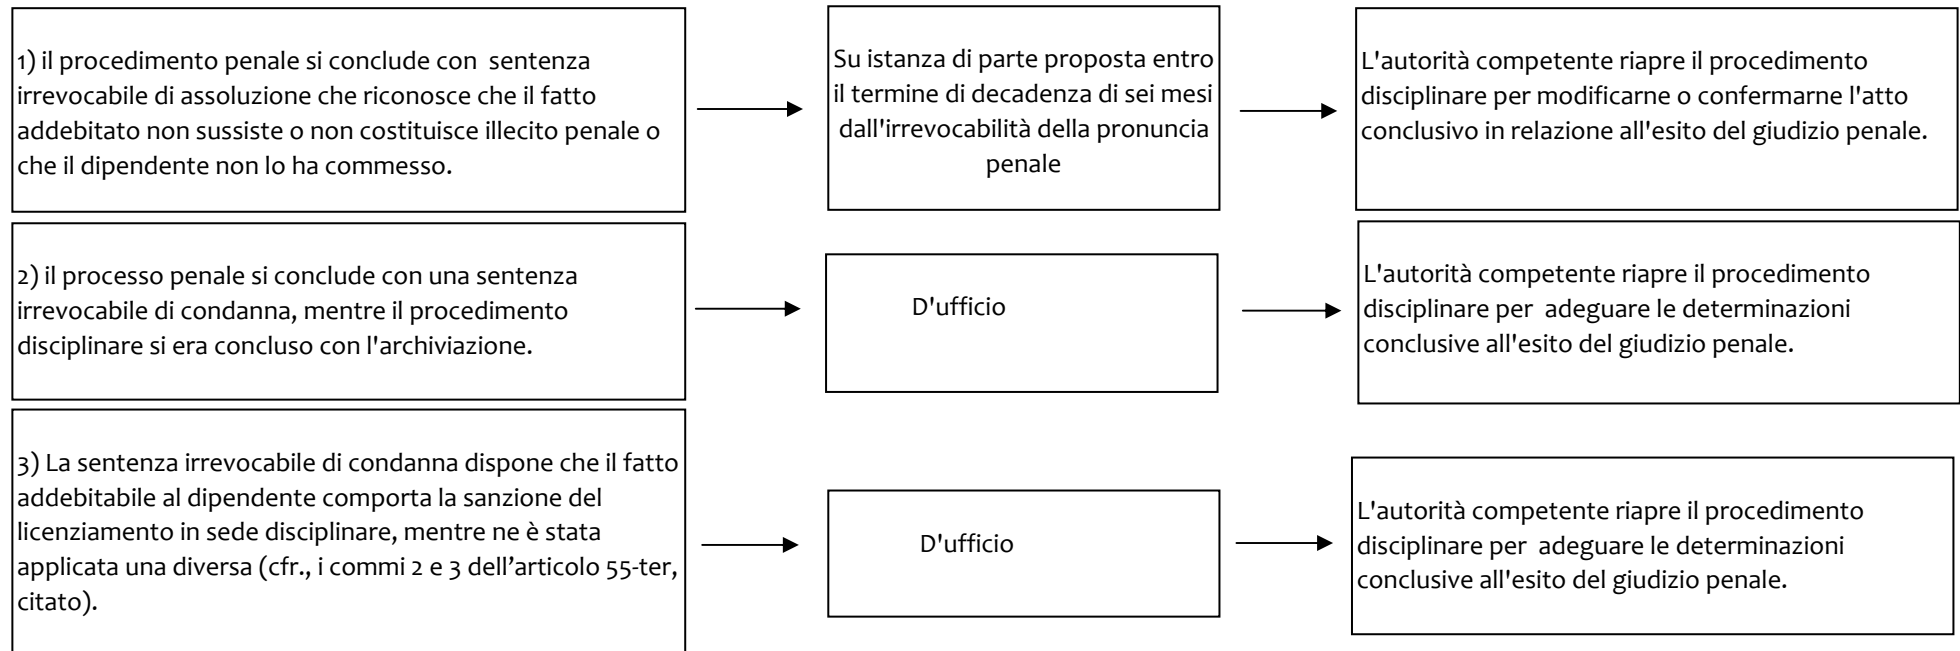 1) il procedimento penale si conclude con sentenza
irrevocabile di assoluzione che riconosce che il fatto
addebitato non sussiste o non costituisce illecito penale o
che il dipendente non lo ha commesso.
Su istanza di parte proposta entro
il termine di decadenza di sei mesi
dall'irrevocabilità della pronuncia
penale
L'autorità competente riapre il procedimento
disciplinare per modificarne o confermarne l'atto
conclusivo in relazione all'esito del giudizio penale.
2) il processo penale si conclude con una sentenza
irrevocabile di condanna, mentre il procedimento
disciplinare si era concluso con l'archiviazione.
D'ufficio
L'autorità competente riapre il procedimento
disciplinare per adeguare le determinazioni
conclusive all'esito del giudizio penale.
3) La sentenza irrevocabile di condanna dispone che il fatto
addebitabile al dipendente comporta la sanzione del
licenziamento in sede disciplinare, mentre ne è stata
applicata una diversa (cfr., i commi 2 e 3 dell’articolo 55-ter,
citato).
D'ufficio
L'autorità competente riapre il procedimento
disciplinare per adeguare le determinazioni
conclusive all'esito del giudizio penale.